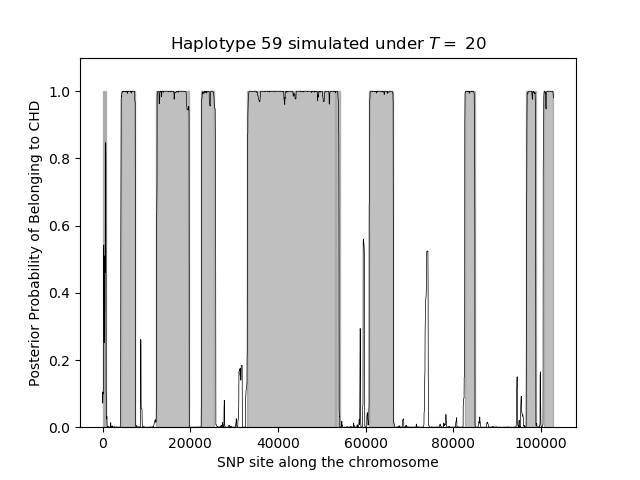 Haplotype 59 simulated under T = 20
1.0
0.8
0.6
0.4
0.2
0.0
Posterior Probability of Belonging to CHD
0 20000 40000 60000 80000 100000
SNP site along the chromosome